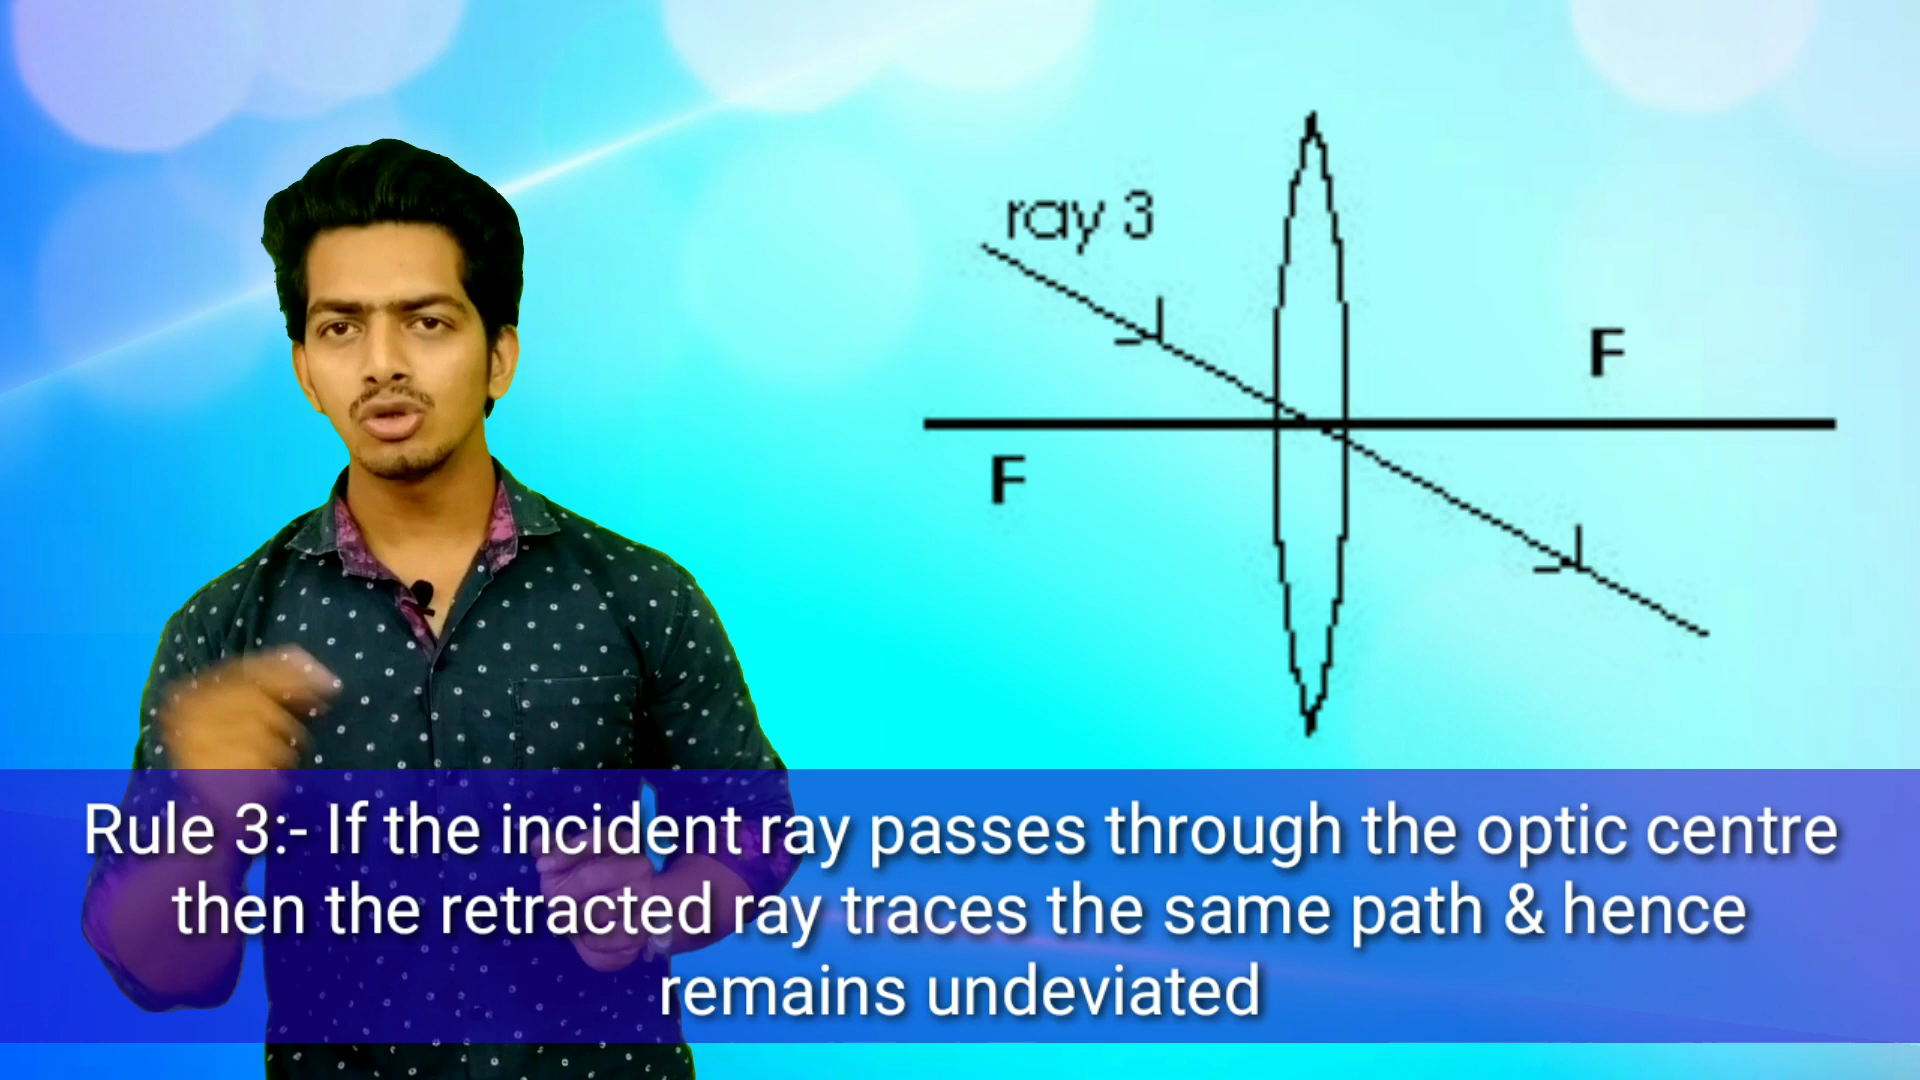 ray 3
F
F
Rule 3:- If the incident ray passes through the optic centre
then the retracted ray traces the same path & hence
remains undeviated